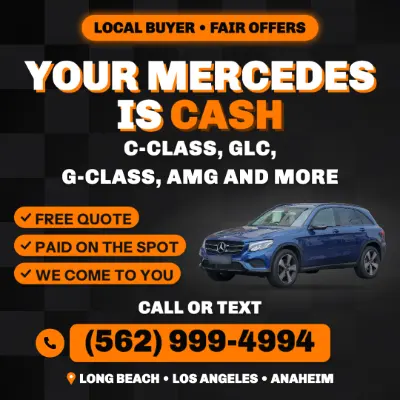 LOCAL BUYER • FAIR OFFERS
YOUR MERCEDES
IS CASH
C-CLASS, GLC,
G-CLASS, AMG AND MORE
FREE QUOTE
PAID ON THE SPOT
WE COME TO YOU
CALL OR TEXT
(562) 999-4994
LONG BEACH • LOS ANGELES • ANAHEIM